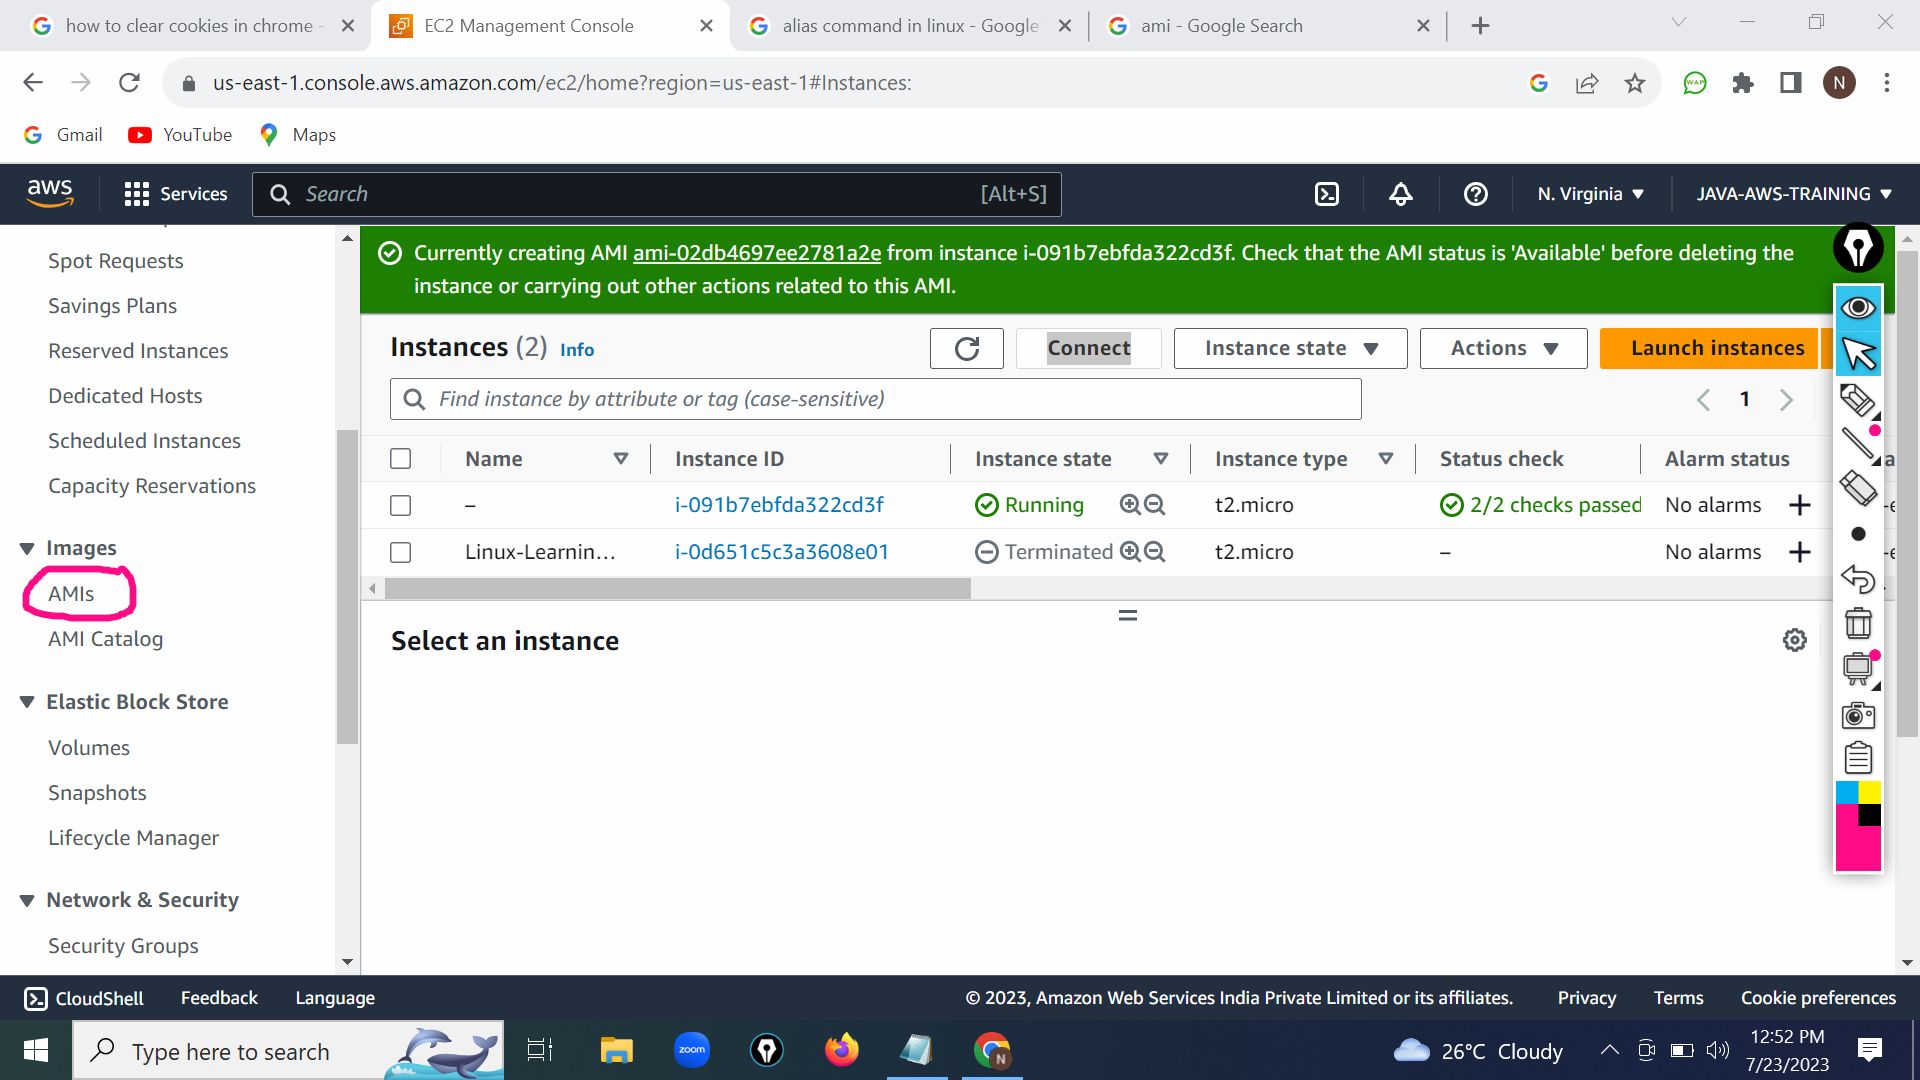 how to clear cookies in chrome -
EC2 Management Console
alias command in linux - Google
ami - Google Search
us-east-1.console.aws.amazon.com/ec2/home?region=us-east-1#Instances:
N
Gmail
YouTube
Maps
aws
Services
Search
[Alt+S]
N. Virginia
JAVA-AWS-TRAINING
Spot Requests
Savings Plans
Reserved Instances
Dedicated Hosts
Scheduled Instances
Capacity Reservations
Images
AMIs
AMI Catalog
Elastic Block Store
Volumes
Snapshots
Lifecycle Manager
Network & Security
Security Groups
Currently creating AMI ami-02db4697ee2781a2e from instance i-091b7ebfda322cd3f. Check that the AMI status is 'Available' before deleting the
instance or carrying out other actions related to this AMI.
Instances (2) Info
Connect
Instance state
Actions
Launch instances
Find instance by attribute or tag (case-sensitive)
1
Name Instance ID Instance state Instance type Status check Alarm status
– i-091b7ebfda322cd3f Running t2.micro 2/2 checks passed No alarms
Linux-Learnin... i-0d651c5c3a3608e01 Terminated t2.micro – No alarms
Select an instance
CloudShell Feedback Language
© 2023, Amazon Web Services India Private Limited or its affiliates. Privacy Terms Cookie preferences
Type here to search
zoom
N
26°C Cloudy
12:52 PM
7/23/2023